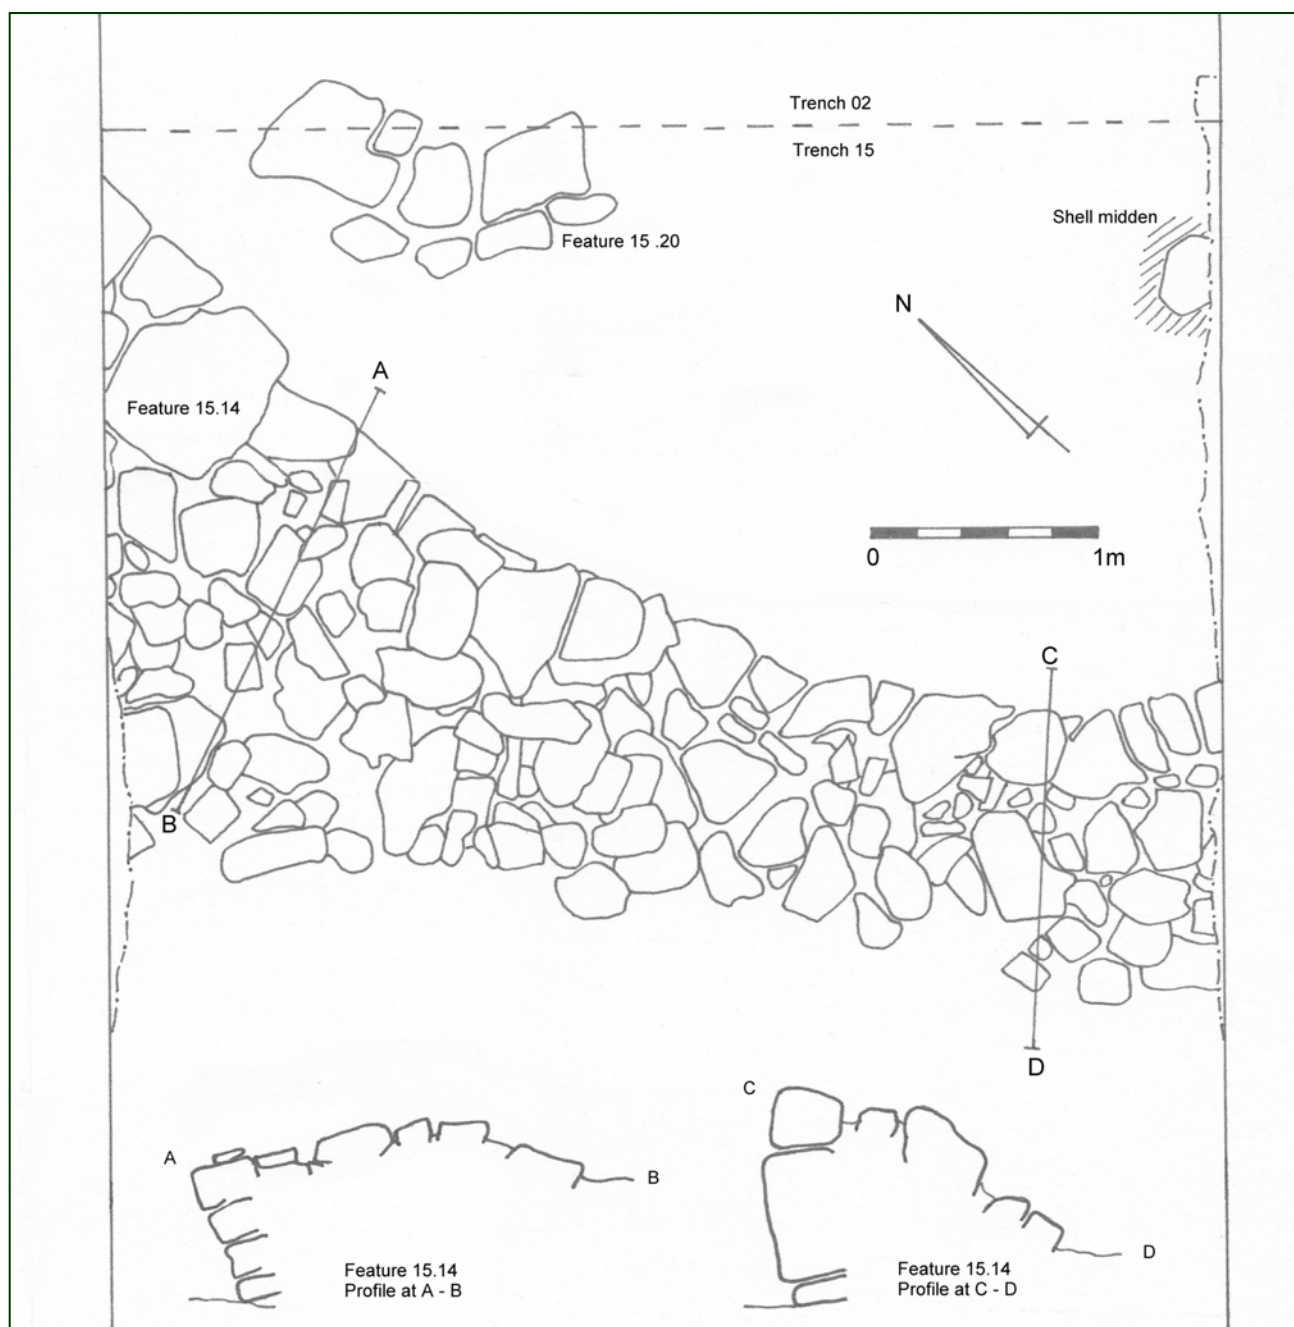 Trench 02
Trench 15
Shell midden
Feature 15 .20
N
A
Feature 15.14
0 1m
C
B
D
C
A
B
D
Feature 15.14
Profile at A - B
Feature 15.14
Profile at C - D